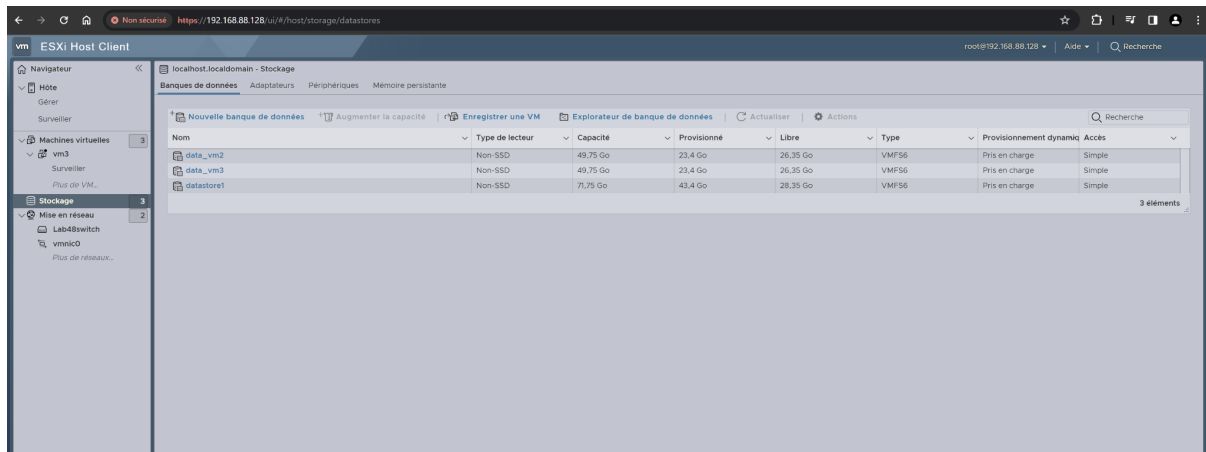 Non sécurisé https://192.168.88.128/ui/#/host/storage/datastores
vm ESXi Host Client root@192.168.88.128 Aide Recherche
Navigateur
Hôte
Gérer
Surveiller
Machines virtuelles 3
vm3
Surveiller
Plus de VM...
Stockage 3
Mise en réseau 2
Lab48switch
vmnic0
Plus de réseaux...
localhost.localdomain - Stockage
Banques de données Adaptateurs Périphériques Mémoire persistante
Nouvelle banque de données Augmenter la capacité Enregistrer une VM Explorateur de banque de données Actualiser Actions Recherche
Nom Type de lecteur Capacité Provisionné Libre Type Provisionnement dynamiq Accès
data_vm2 Non-SSD 49,75 Go 23,4 Go 26,35 Go VMFS6 Pris en charge Simple
data_vm3 Non-SSD 49,75 Go 23,4 Go 26,35 Go VMFS6 Pris en charge Simple
datastore1 Non-SSD 71,75 Go 43,4 Go 28,35 Go VMFS6 Pris en charge Simple
3 éléments